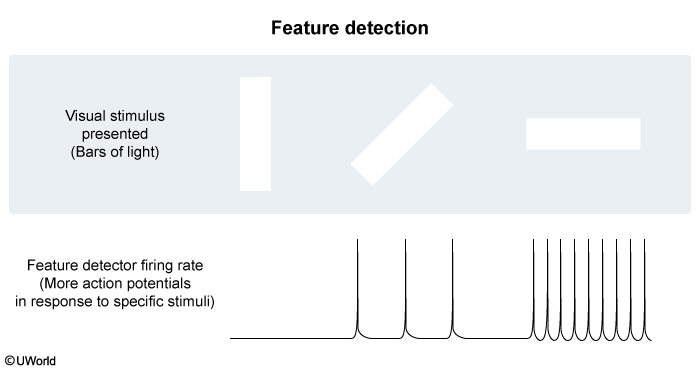 Feature detection
Visual stimulus
presented
(Bars of light)
Feature detector firing rate
(More action potentials
in response to specific stimuli)
©UWorld